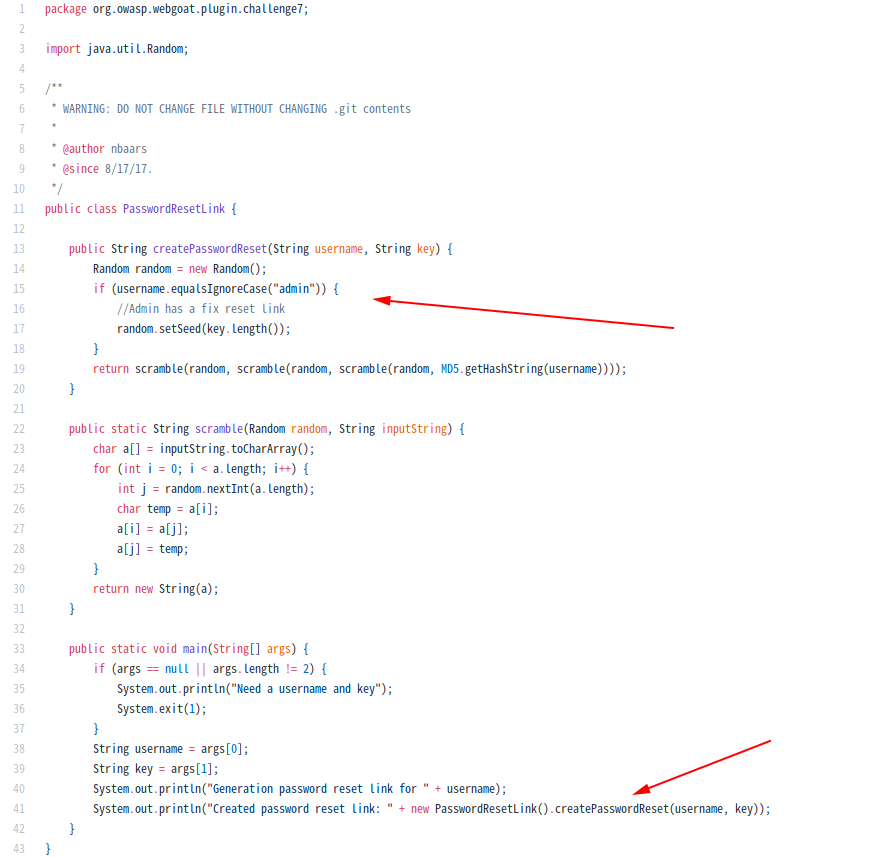 1 package org.owasp.webgoat.plugin.challenge7;
2
3 import java.util.Random;
4
5 /**
6  * WARNING: DO NOT CHANGE FILE WITHOUT CHANGING .git contents
7  *
8  * @author nbaars
9  * @since 8/17/17.
10  */
11 public class PasswordResetLink {
12
13     public String createPasswordReset(String username, String key) {
14         Random random = new Random();
15         if (username.equalsIgnoreCase("admin")) {
16             //Admin has a fix reset link
17             random.setSeed(key.length());
18         }
19         return scramble(random, scramble(random, scramble(random, MD5.getHashString(username))));
20     }
21
22     public static String scramble(Random random, String inputString) {
23         char a[] = inputString.toCharArray();
24         for (int i = 0; i < a.length; i++) {
25             int j = random.nextInt(a.length);
26             char temp = a[i];
27             a[i] = a[j];
28             a[j] = temp;
29         }
30         return new String(a);
31     }
32
33     public static void main(String[] args) {
34         if (args == null || args.length != 2) {
35             System.out.println("Need a username and key");
36             System.exit(1);
37         }
38         String username = args[0];
39         String key = args[1];
40         System.out.println("Generation password reset link for " + username);
41         System.out.println("Created password reset link: " + new PasswordResetLink().createPasswordReset(username, key));
42     }
43 }